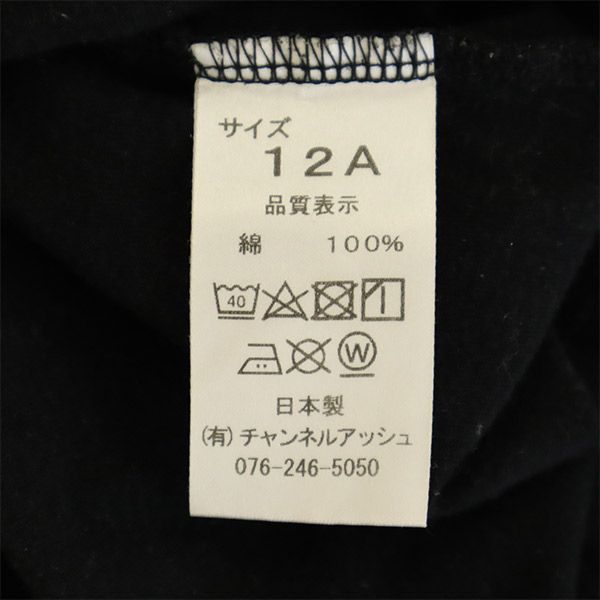 サイズ
12A
品質表示
綿 100%
40
W
日本製
(有)チャンネルアッシュ
076-246-5050